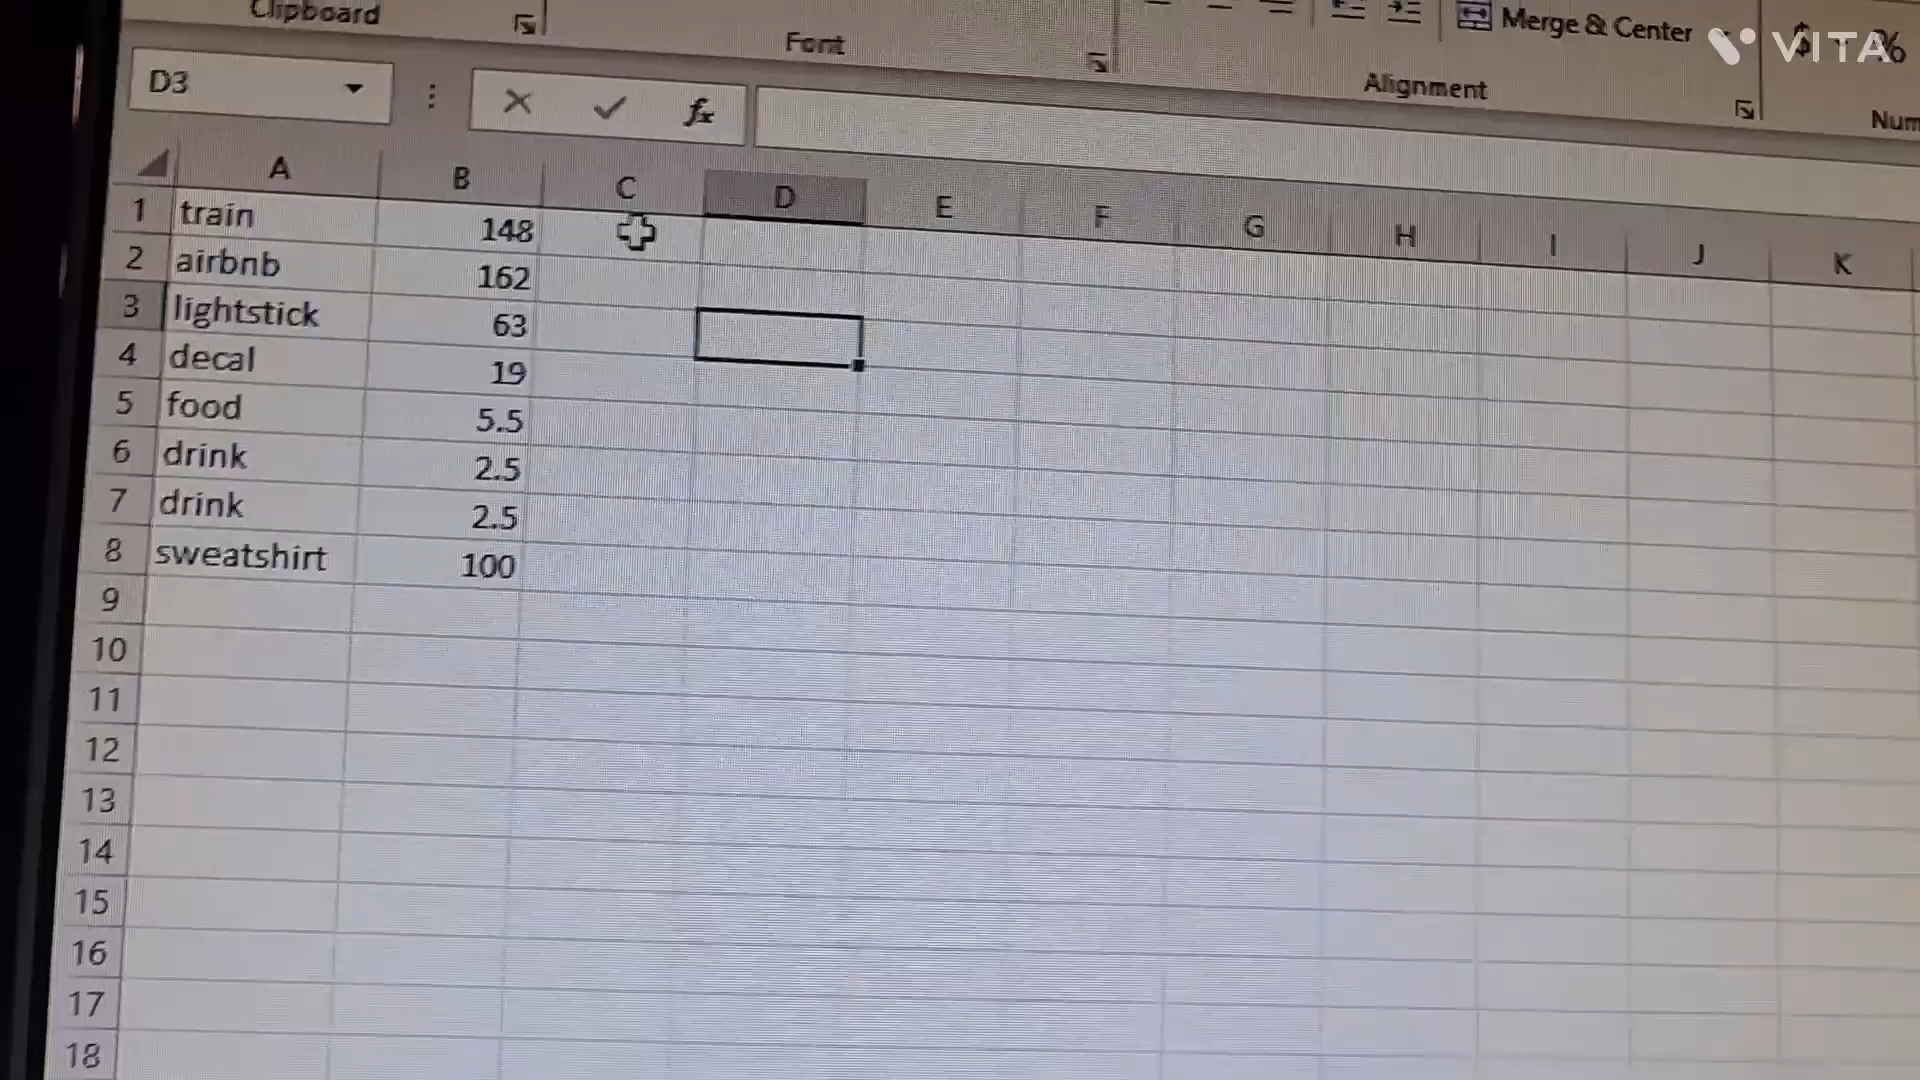 Clipboard
Font
Merge & Center
Alignment
$ %
VITA
D3
fx
A B C D E F G H I J K
1 train 148
2 airbnb 162
3 lightstick 63
4 decal 19
5 food 5.5
6 drink 2.5
7 drink 2.5
8 sweatshirt 100
9
10
11
12
13
14
15
16
17
18